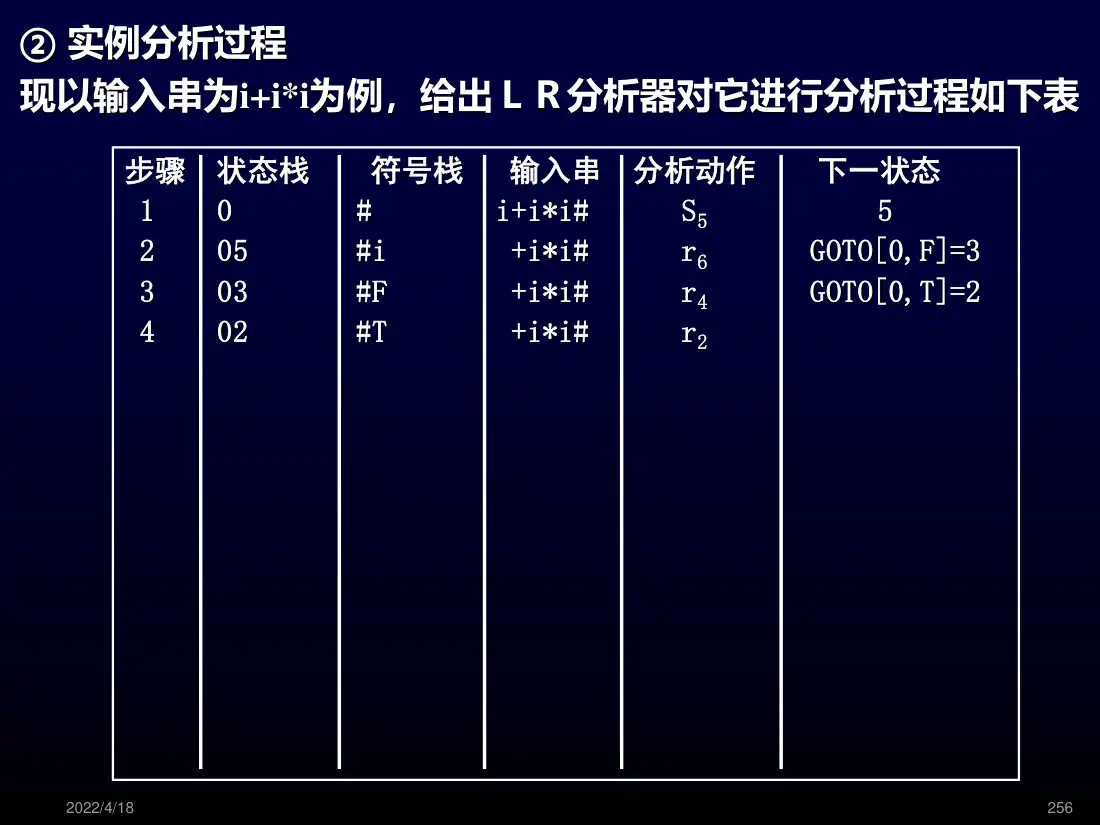 ② 实例分析过程
现以输入串为i+i*i为例，给出ＬＲ分析器对它进行分析过程如下表
步骤 状态栈 符号栈 输入串 分析动作 下一状态
1 0 # i+i*i# S5 5
2 05 #i +i*i# r6 GOTO[0,F]=3
3 03 #F +i*i# r4 GOTO[0,T]=2
4 02 #T +i*i# r2
2022/4/18 256